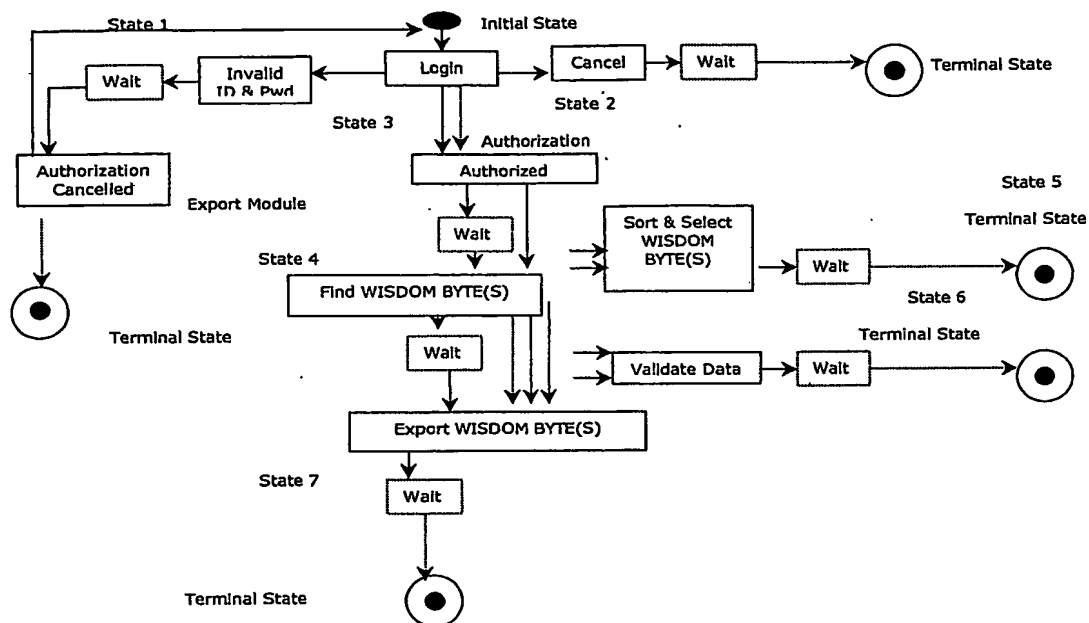 State 1
Initial State
Login
Cancel
Wait
Terminal State
Wait
Invalid
ID & Pwd
State 2
State 3
Authorization
Authorized
Authorization
Cancelled
Export Module
State 5
Sort & Select
WISDOM
BYTE(S)
Terminal State
Wait
State 4
Wait
Find WISDOM BYTE(S)
State 6
Terminal State
Terminal State
Wait
Validate Data
Wait
Export WISDOM BYTE(S)
State 7
Wait
Terminal State